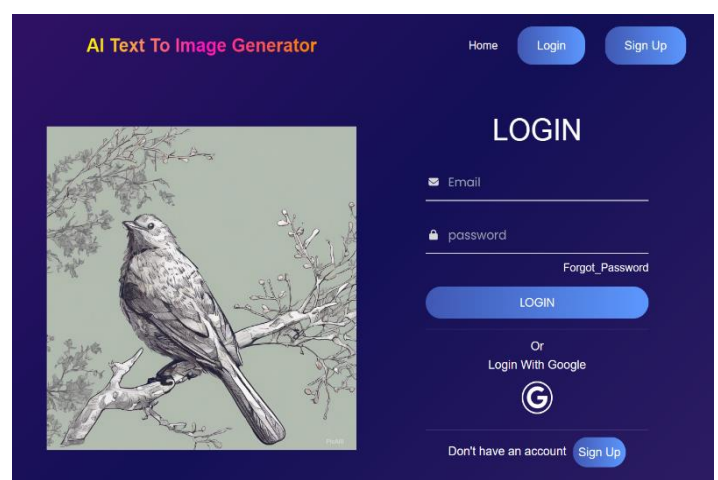 AI Text To Image Generator
Home
Login
Sign Up
LOGIN
Email
password
Forgot_Password
LOGIN
Or
Login With Google
G
Don't have an account
Sign Up